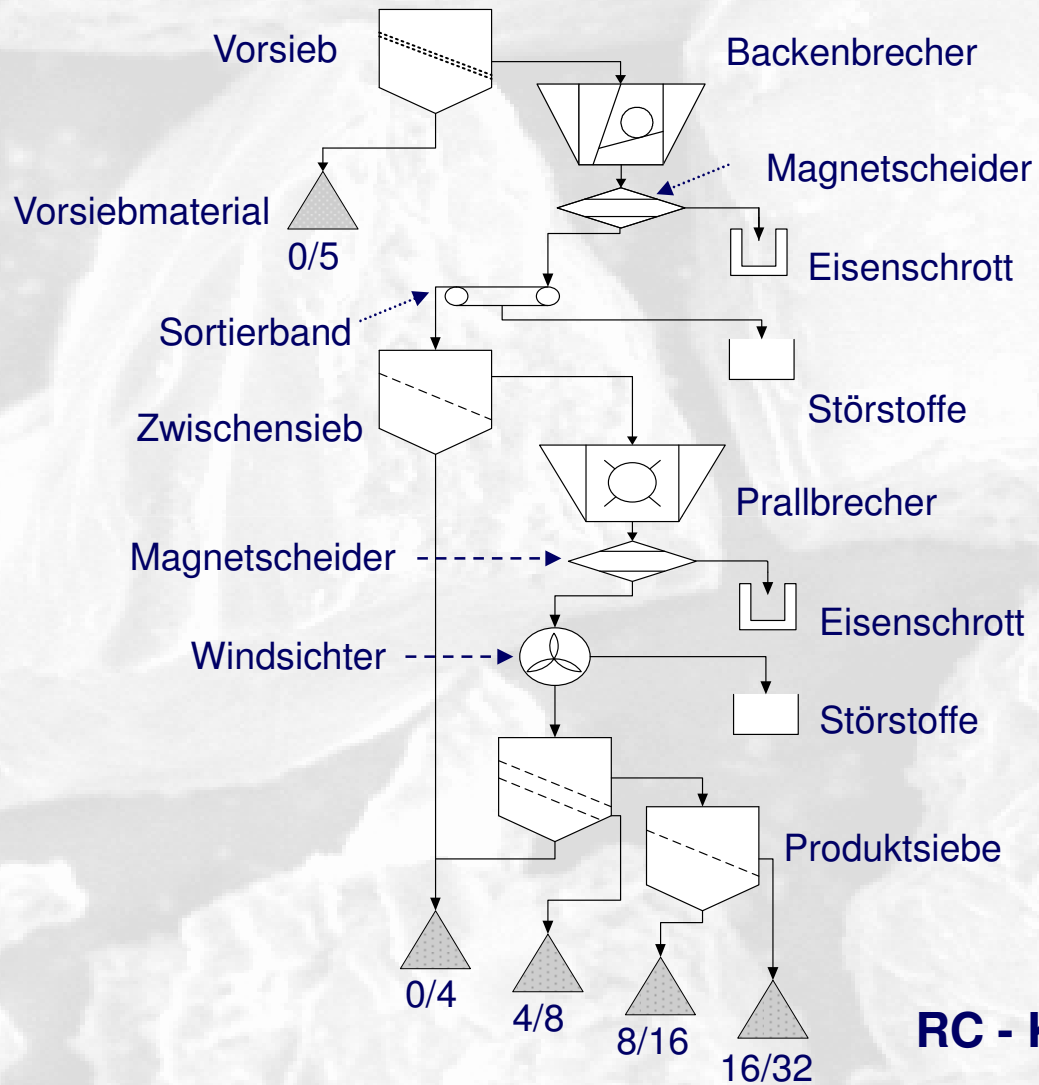 Vorsieb
Backenbrecher
Magnetscheider
Vorsiebmaterial
0/5
Eisenschrott
Sortierband
Störstoffe
Zwischensieb
Prallbrecher
Magnetscheider
Eisenschrott
Windsichter
Störstoffe
Produktsiebe
0/4
4/8
8/16
16/32
RC -